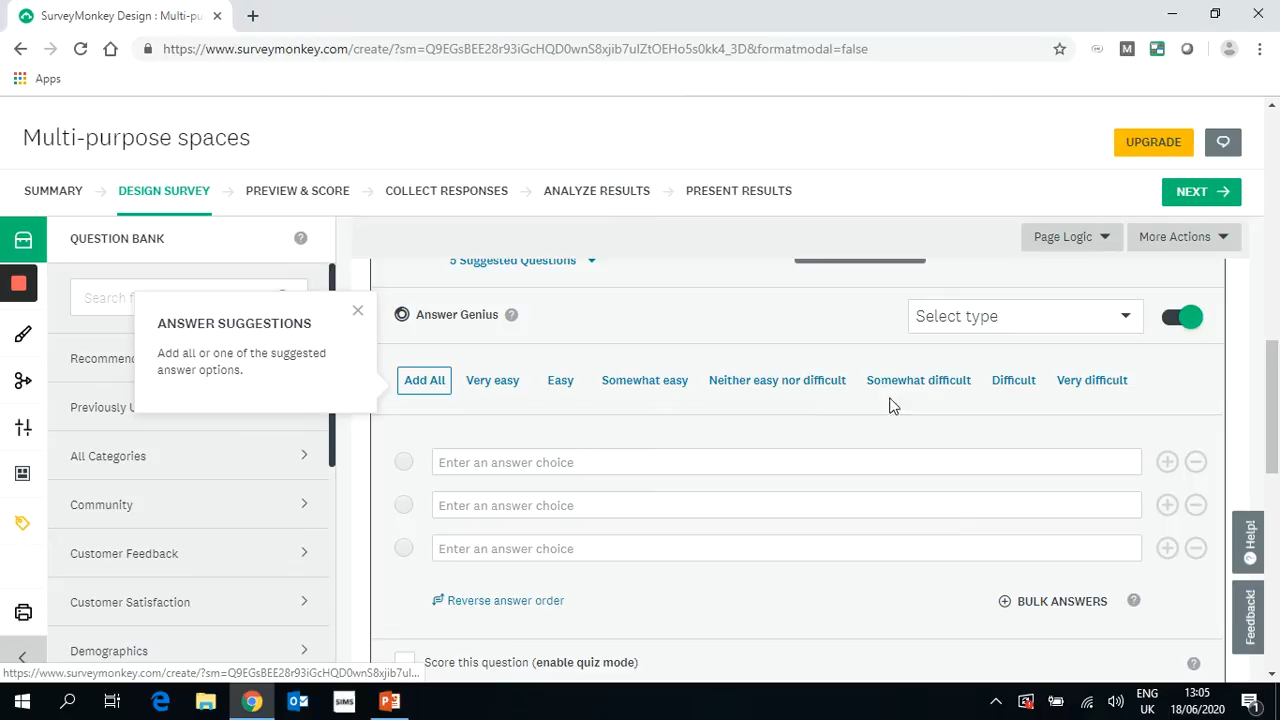 SurveyMonkey Design : Multi-pu
https://www.surveymonkey.com/create/?sm=Q9EGsBEE28r93iGcHQD0wnS8xjib7ulZtOEHo5s0kk4_3D&formatmodal=false
M
Apps
Multi-purpose spaces
UPGRADE
SUMMARY
DESIGN SURVEY
PREVIEW & SCORE
COLLECT RESPONSES
ANALYZE RESULTS
PRESENT RESULTS
NEXT
QUESTION BANK
Page Logic
More Actions
5 Suggested Questions
Search f
ANSWER SUGGESTIONS
Add all or one of the suggested
answer options.
Answer Genius
Select type
Recommen
Add All
Very easy
Easy
Somewhat easy
Neither easy nor difficult
Somewhat difficult
Difficult
Very difficult
Previously U
All Categories
Enter an answer choice
Community
Enter an answer choice
Customer Feedback
Enter an answer choice
Customer Satisfaction
Reverse answer order
BULK ANSWERS
Help!
Feedback!
Demographics
Score this question (enable quiz mode)
https://www.surveymonkey.com/create/?sm=Q9EGsBEE28r93iGcHQD0wnS8xjib7ulZtOEHo5s0kk4_3D&formatmodal=false...
SIMS
ENG
UK
13:05
18/06/2020
1